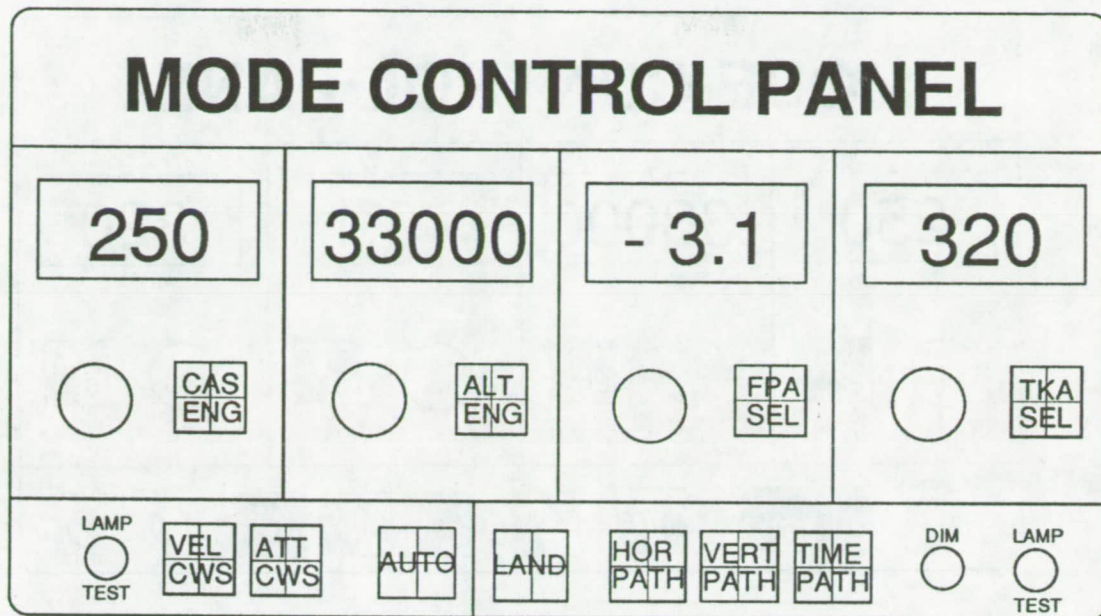 MODE CONTROL PANEL
250
33000
- 3.1
320
CAS
ENG
ALT
ENG
FPA
SEL
TKA
SEL
LAMP
TEST
VEL
CWS
ATT
CWS
AUTO
LAND
HOR
PATH
VERT
PATH
TIME
PATH
DIM
LAMP
TEST